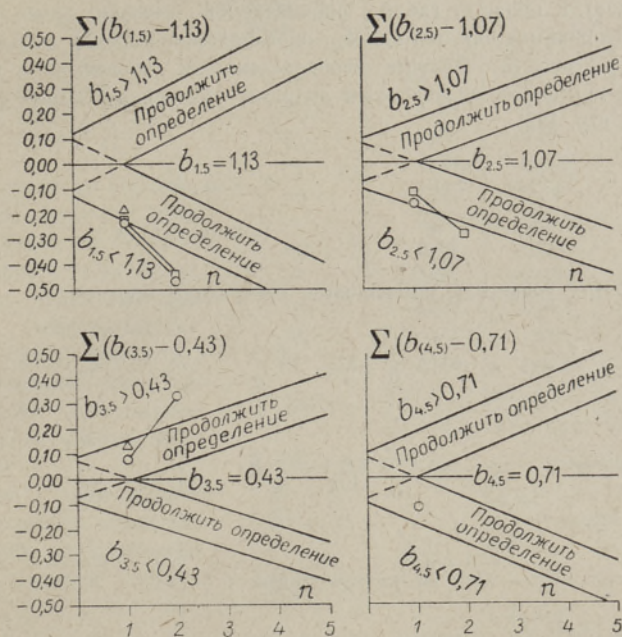 ∑(b(1.5)−1,13)
0,50
0,40
0,30
0,20
0,10
0,00
−0,10
−0,20
−0,30
−0,40
−0,50
b1.5>1,13
Продолжить
определение
b1.5=1,13
Продолжить
определение
b1.5<1,13
n
∑(b(2.5)−1,07)
b2.5>1,07
Продолжить определение
b2.5=1,07
Продолжить
определение
b2.5<1,07
n
∑(b(3.5)−0,43)
0,50
0,40
0,30
0,20
0,10
0,00
−0,10
−0,20
−0,30
−0,40
−0,50
b3.5>0,43
Продолжить
определение
b3.5=0,43
Продолжить определение
b3.5<0,43
n
1 2 3 4 5
∑(b(4.5)−0,71)
b4.5>0,71
Продолжить определение
b4.5=0,71
Продолжить
определение
b4.5<0,71
n
1 2 3 4 5